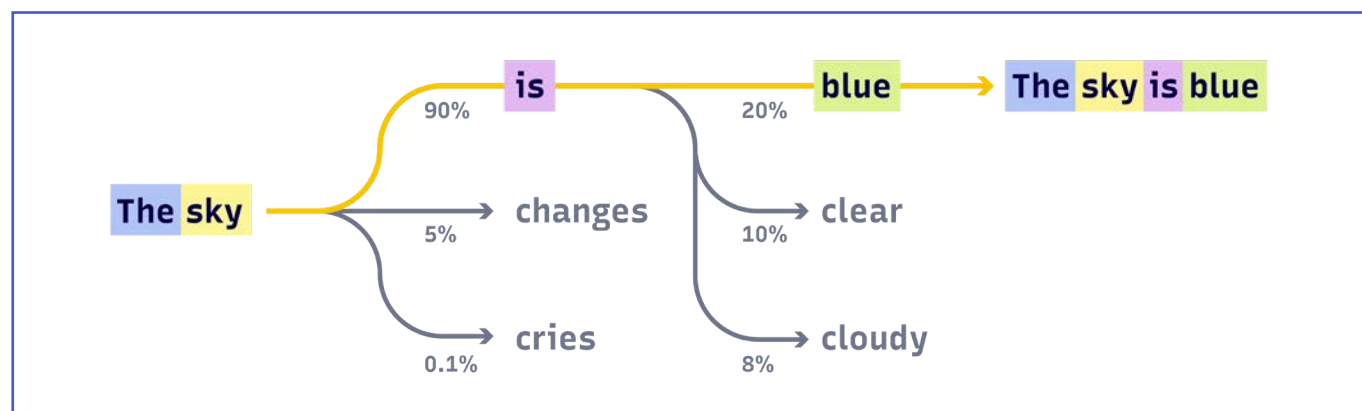 is
blue
The sky is blue
90%
20%
The sky
changes
clear
5%
10%
cries
cloudy
0.1%
8%